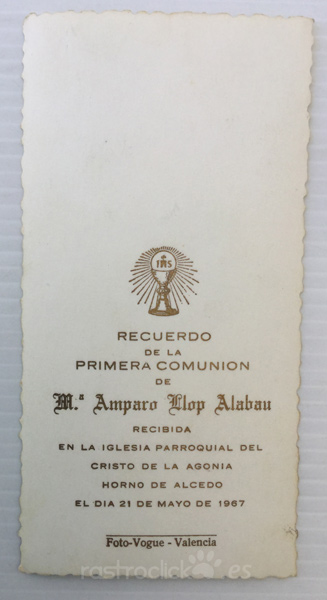 IHS
RECUERDO
DE LA
PRIMERA COMUNION
DE
M.ª Amparo Llop Alabau
RECIBIDA
EN LA IGLESIA PARROQUIAL DEL
CRISTO DE LA AGONIA
HORNO DE ALCEDO
EL DIA 21 DE MAYO DE 1967
Foto-Vogue - Valencia
rastroclick.es